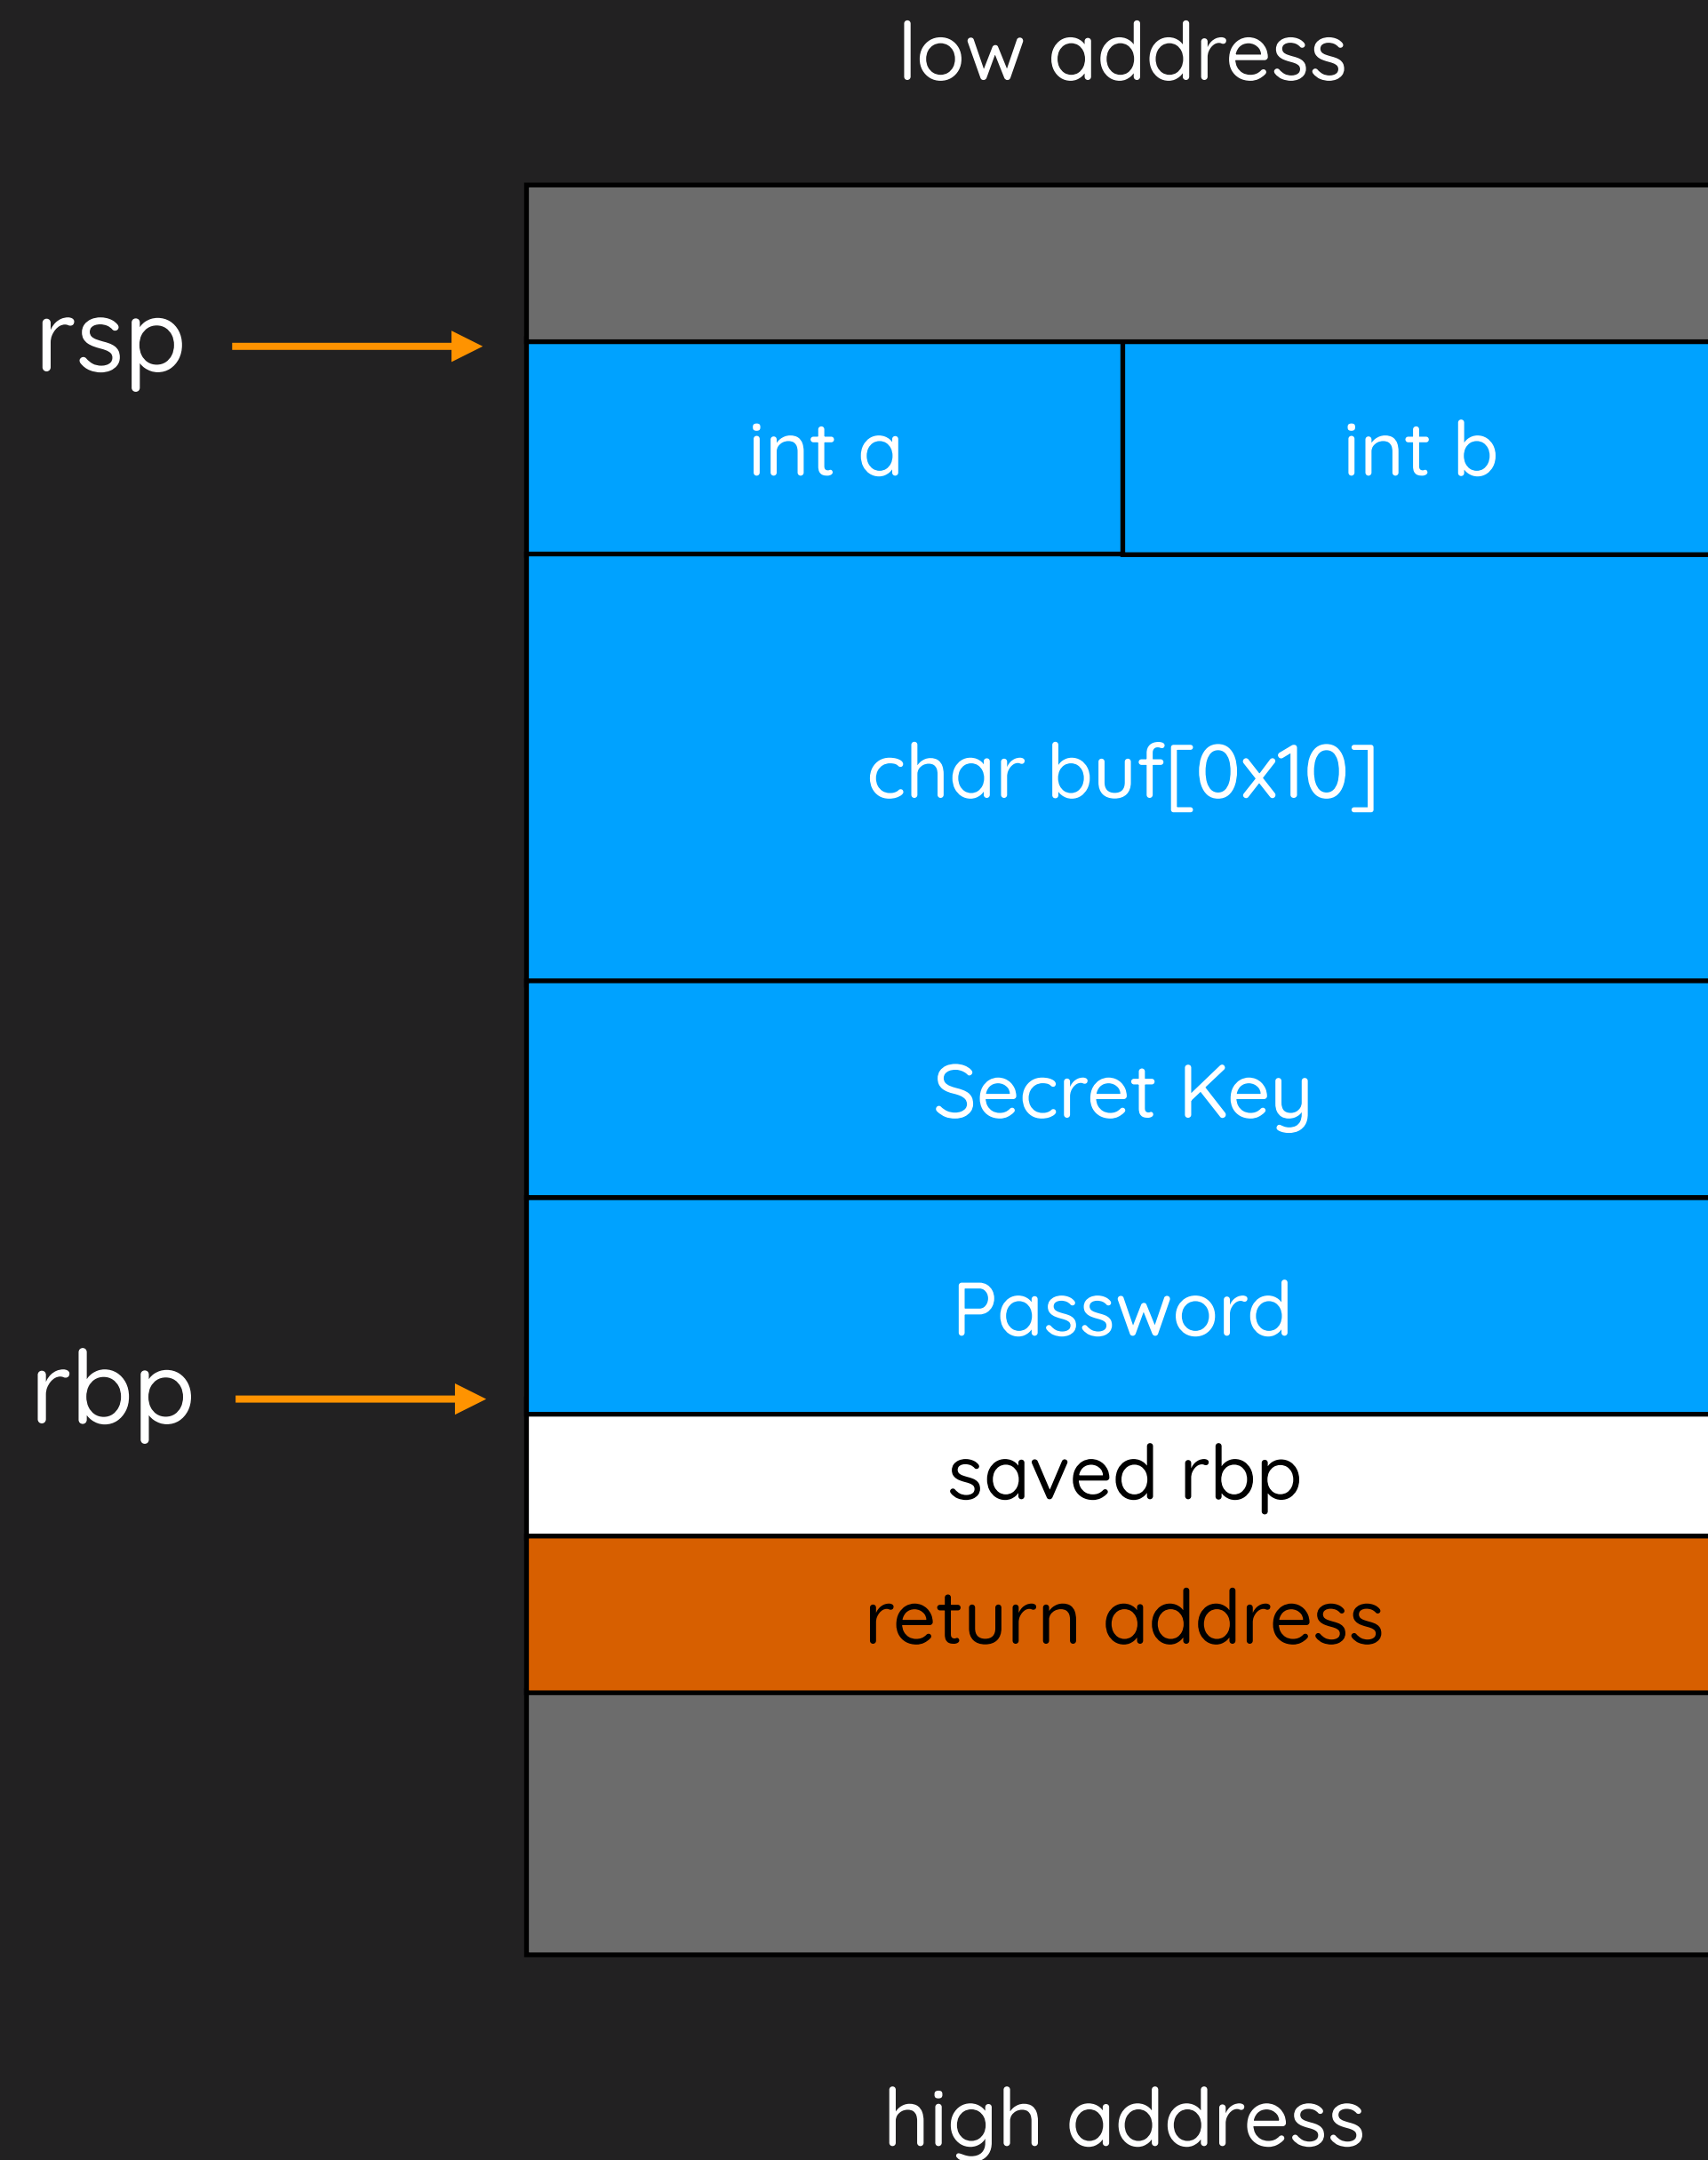 low address
rsp
int a
int b
char buf[0x10]
Secret Key
Password
rbp
saved rbp
return address
high address